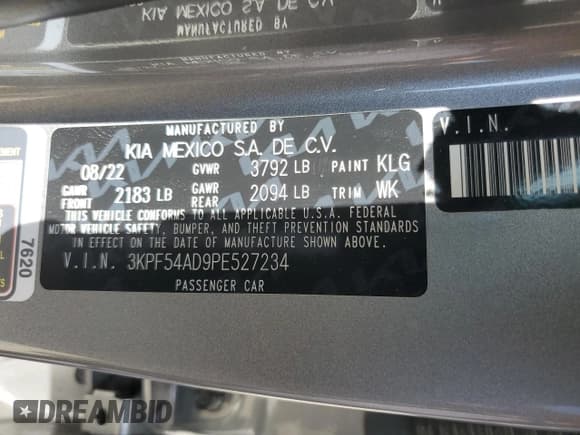 KIA MEXICO S.A. DE C.V.
MANUFACTURED BY
MANUFACTURED BY
KIA MEXICO S.A. DE C.V.
08/22 GVWR 3792 LB PAINT KLG
GAWR FRONT 2183 LB GAWR REAR 2094 LB TRIM WK
THIS VEHICLE CONFORMS TO ALL APPLICABLE U.S.A. FEDERAL
MOTOR VEHICLE SAFETY, BUMPER, AND THEFT PREVENTION STANDARDS
IN EFFECT ON THE DATE OF MANUFACTURE SHOWN ABOVE.
V.I.N. 3KPF54AD9PE527234
PASSENGER CAR
V.I.N.
7620
DREAMBID